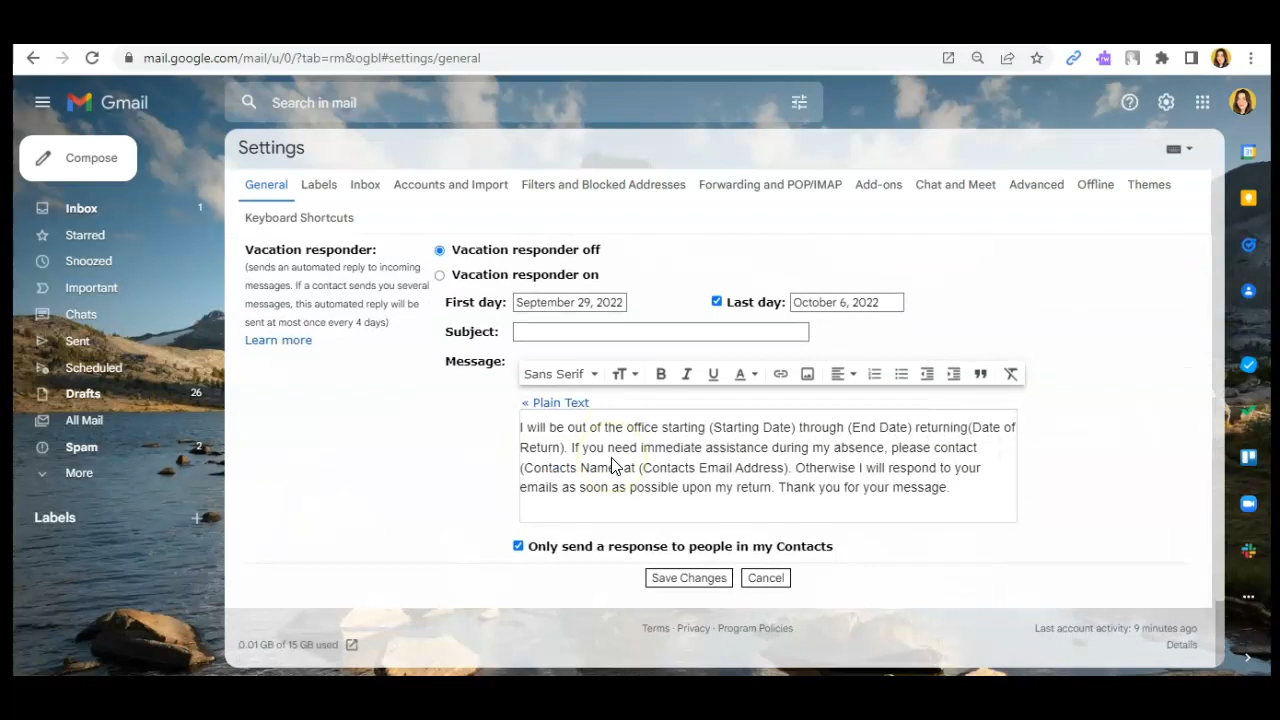 mail.google.com/mail/u/0/?tab=rm&ogbl#settings/general
Gmail
Search in mail
Compose
Inbox 1
Starred
Snoozed
Important
Chats
Sent
Scheduled
Drafts 26
All Mail
Spam 2
More
Labels
Settings
General Labels Inbox Accounts and Import Filters and Blocked Addresses Forwarding and POP/IMAP Add-ons Chat and Meet Advanced Offline Themes
Keyboard Shortcuts
Vacation responder:
(sends an automated reply to incoming
messages. If a contact sends you several
messages, this automated reply will be
sent at most once every 4 days)
Learn more
Vacation responder off
Vacation responder on
First day: September 29, 2022 Last day: October 6, 2022
Subject:
Message:
Sans Serif
« Plain Text
I will be out of the office starting (Starting Date) through (End Date) returning(Date of
Return). If you need immediate assistance during my absence, please contact
(Contacts Name) at (Contacts Email Address). Otherwise I will respond to your
emails as soon as possible upon my return. Thank you for your message.
Only send a response to people in my Contacts
Save Changes Cancel
0.01 GB of 15 GB used
Terms · Privacy · Program Policies
Last account activity: 9 minutes ago
Details